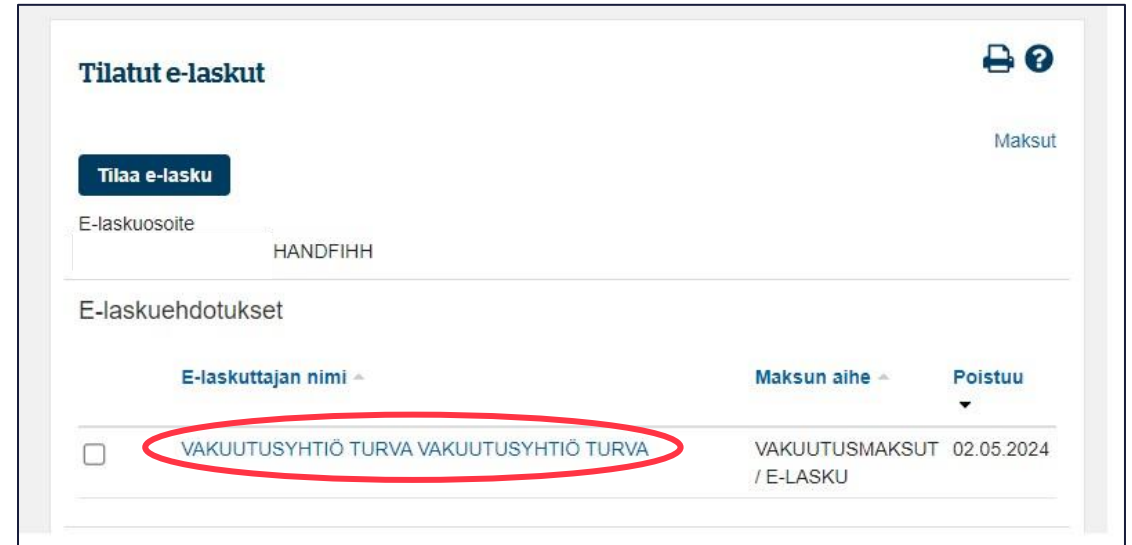 Tilatut e-laskut
Maksut
Tilaa e-lasku
E-laskuosoite
HANDFIHH
E-laskuehdotukset
E-laskuttajan nimi Maksun aihe Poistuu
VAKUUTUSYHTIÖ TURVA VAKUUTUSYHTIÖ TURVA VAKUUTUSMAKSUT 02.05.2024
/ E-LASKU